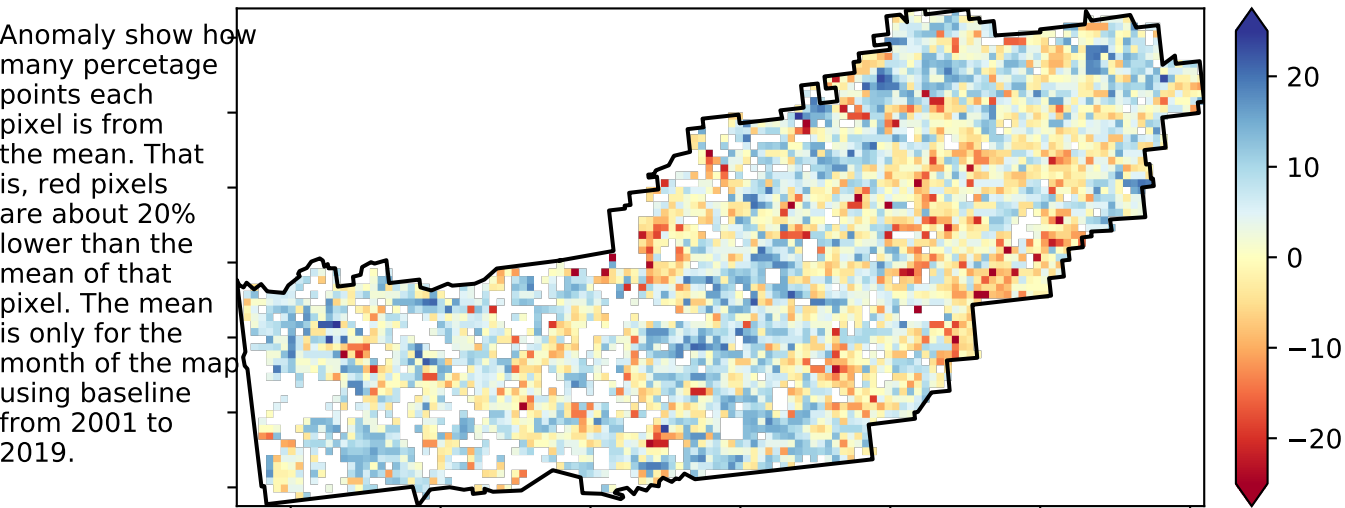 Anomaly show how
many percetage
points each
pixel is from
the mean. That
is, red pixels
are about 20%
lower than the
mean of that
pixel. The mean
is only for the
month of the map
using baseline
from 2001 to
2019.
20
10
0
−10
−20